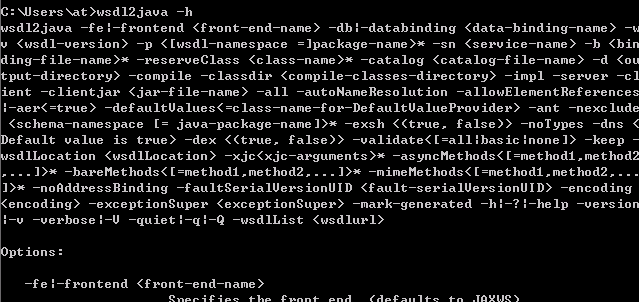 C:\Users\at>wsdl2java -h
wsdl2java -fe¦-frontend <front-end-name> -db¦-databinding <data-binding-name> -w
v <wsdl-version> -p <[wsdl-namespace =]package-name>* -sn <service-name> -b <bin
ding-file-name>* -reserveClass <class-name>* -catalog <catalog-file-name> -d <ou
tput-directory> -compile -classdir <compile-classes-directory> -impl -server -cl
ient -clientjar <jar-file-name> -all -autoNameResolution -allowElementReferences
¦-aer<=true> -defaultValues<=class-name-for-DefaultValueProvider> -ant -nexclude
<schema-namespace [= java-package-name]>* -exsh <(true, false)> -noTypes -dns <
Default value is true> -dex <(true, false)> -validate<[=all¦basic¦none]> -keep -
wsdlLocation <wsdlLocation> -xjc<xjc-arguments>* -asyncMethods<[=method1,method2
,...]>* -bareMethods<[=method1,method2,...]>* -mimeMethods<[=method1,method2,...
]>* -noAddressBinding -faultSerialVersionUID <fault-serialVersionUID> -encoding
<encoding> -exceptionSuper <exceptionSuper> -mark-generated -h¦-?¦-help -version
¦-v -verbose¦-V -quiet¦-q¦-Q -wsdlList <wsdlurl>
Options:
-fe¦-frontend <front-end-name>
Specifies the front end. (defaults to JAXWS)